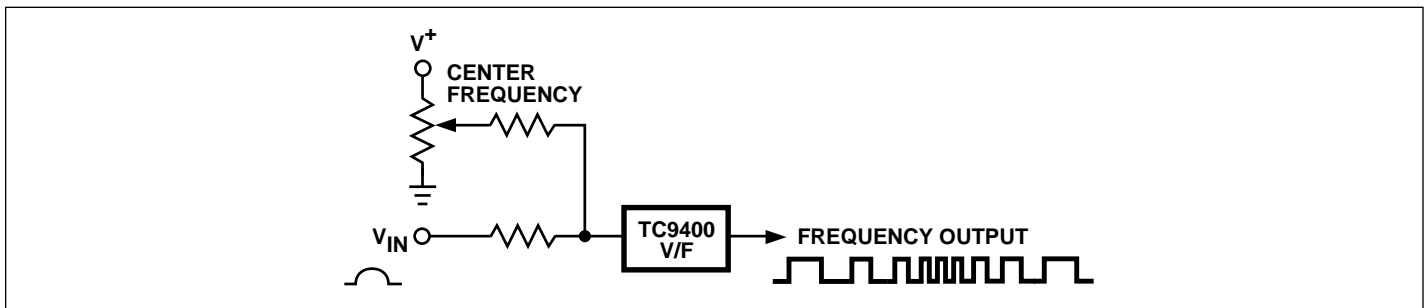 V+
CENTER
FREQUENCY
VIN
TC9400
V/F
FREQUENCY OUTPUT